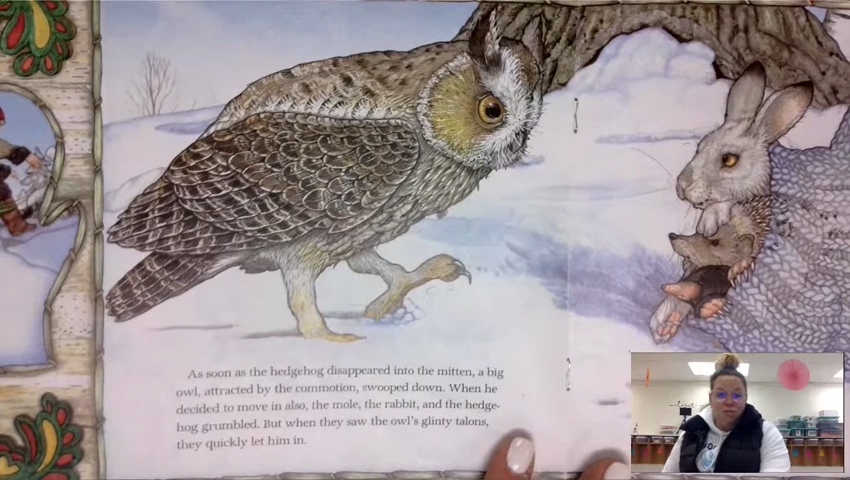 As soon as the hedgehog disappeared into the mitten, a big
owl, attracted by the commotion, swooped down. When he
decided to move in also, the mole, the rabbit, and the hedge-
hog grumbled. But when they saw the owl's glinty talons,
they quickly let him in.